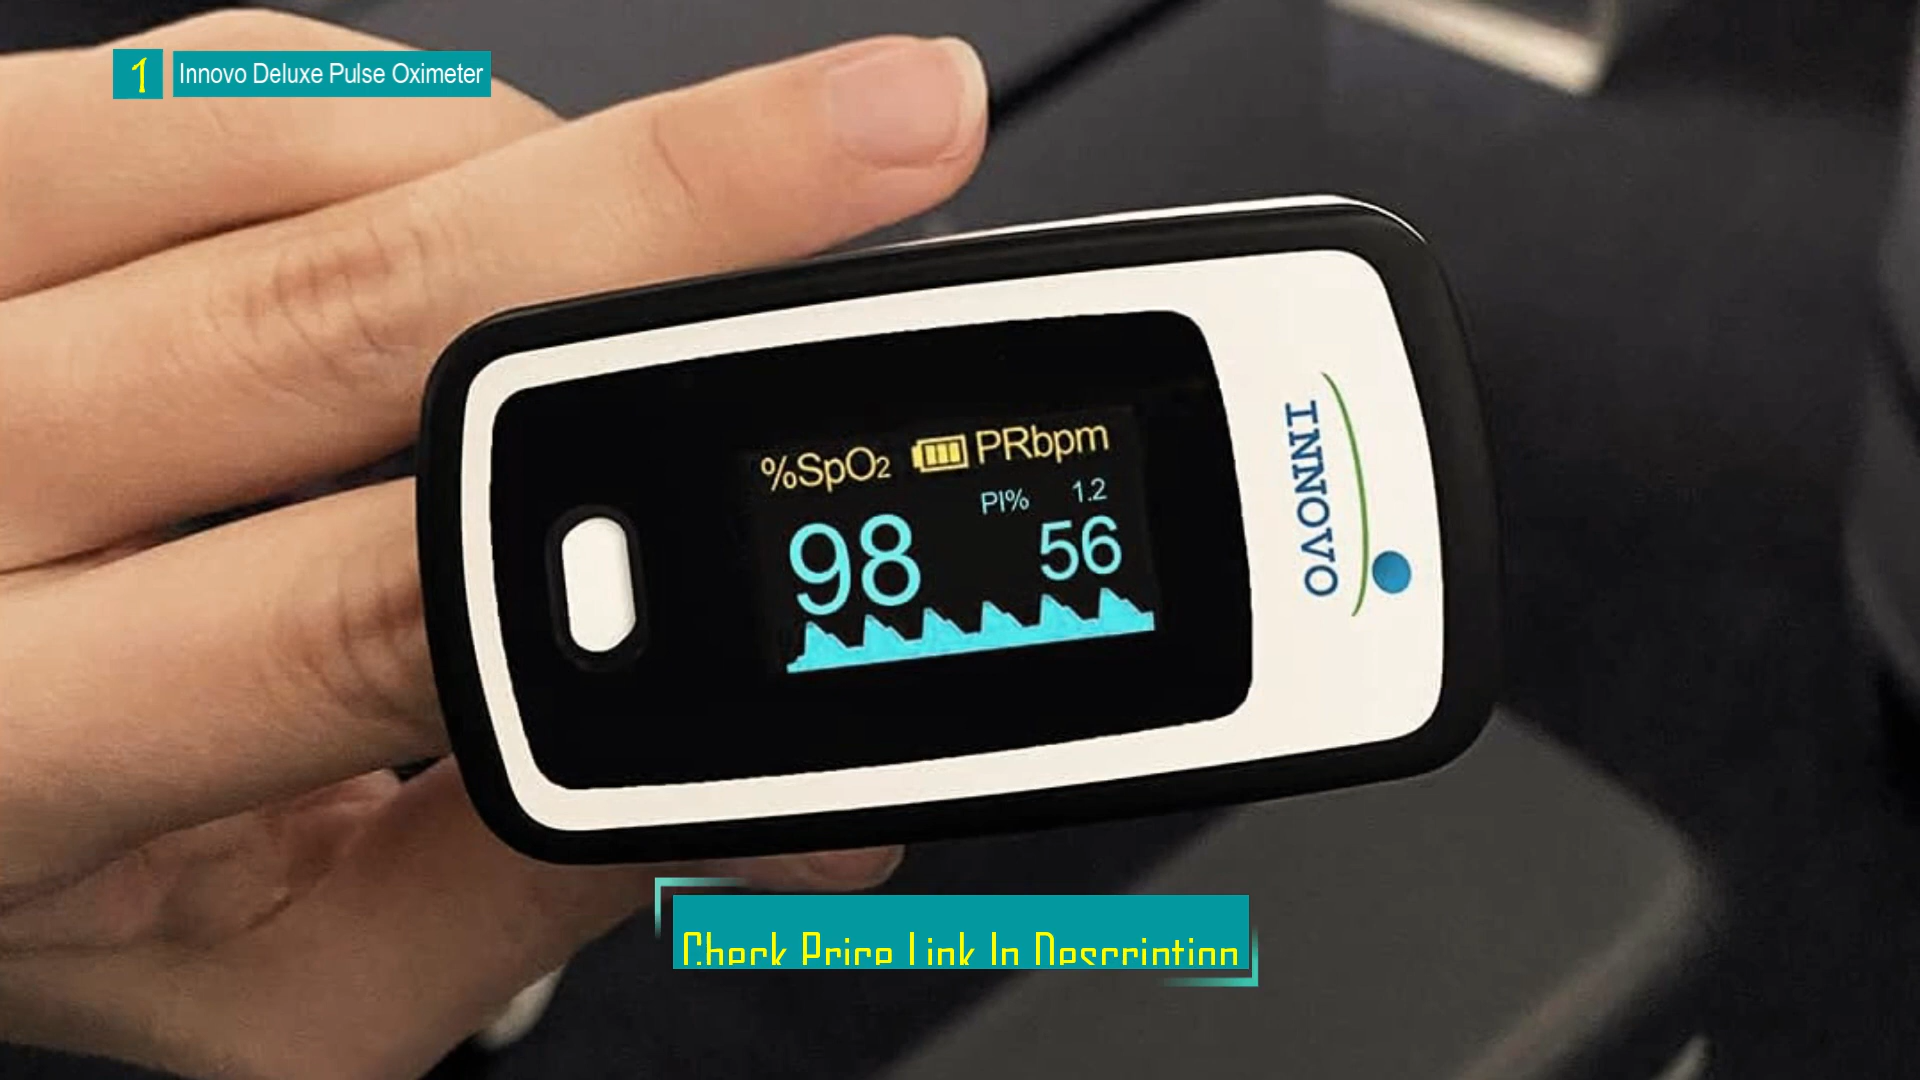 1
Innovo Deluxe Pulse Oximeter
%SpO₂ PRbpm
PI% 1.2
98 56
INNOVO
Check Price Link In Description